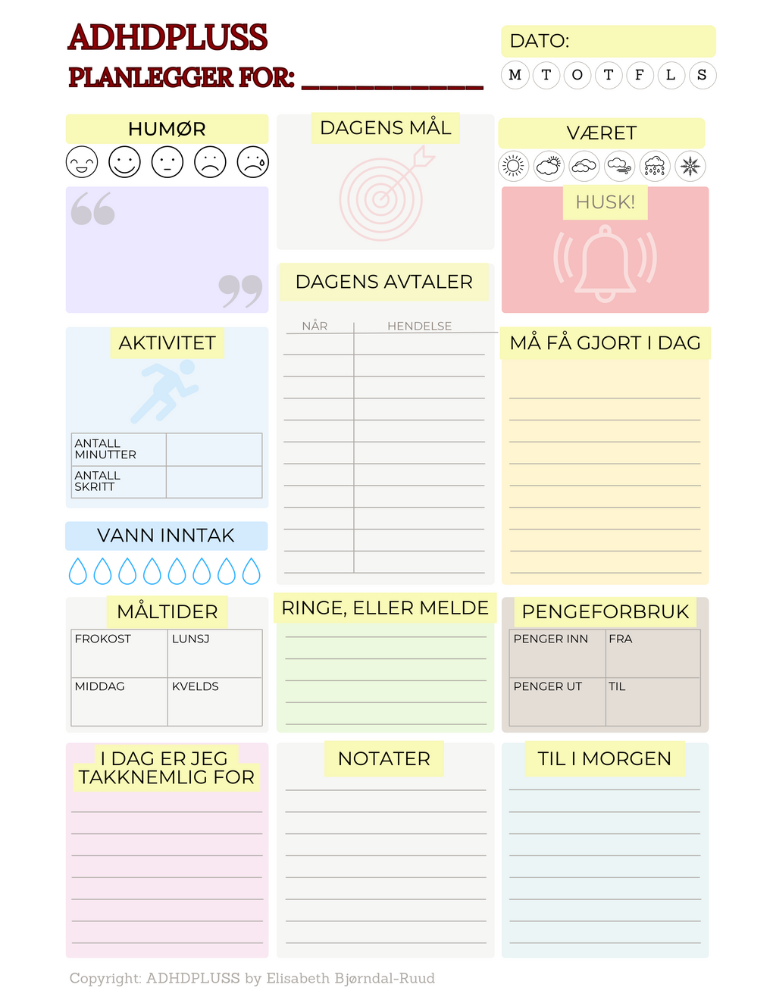 ADHDPLUSS
PLANLEGGER FOR: ____________
DATO:
M T O T F L S
HUMØR
DAGENS MÅL
VÆRET
HUSK!
“
”
DAGENS AVTALER
NÅR HENDELSE
AKTIVITET
ANTALL
MINUTTER
ANTALL
SKRITT
MÅ FÅ GJORT I DAG
VANN INNTAK
MÅLTIDER
FROKOST LUNSJ
MIDDAG KVELDS
RINGE, ELLER MELDE
PENGEFORBRUK
PENGER INN FRA
PENGER UT TIL
I DAG ER JEG
TAKKNEMLIG FOR
NOTATER
TIL I MORGEN
Copyright: ADHDPLUSS by Elisabeth Bjørndal-Ruud